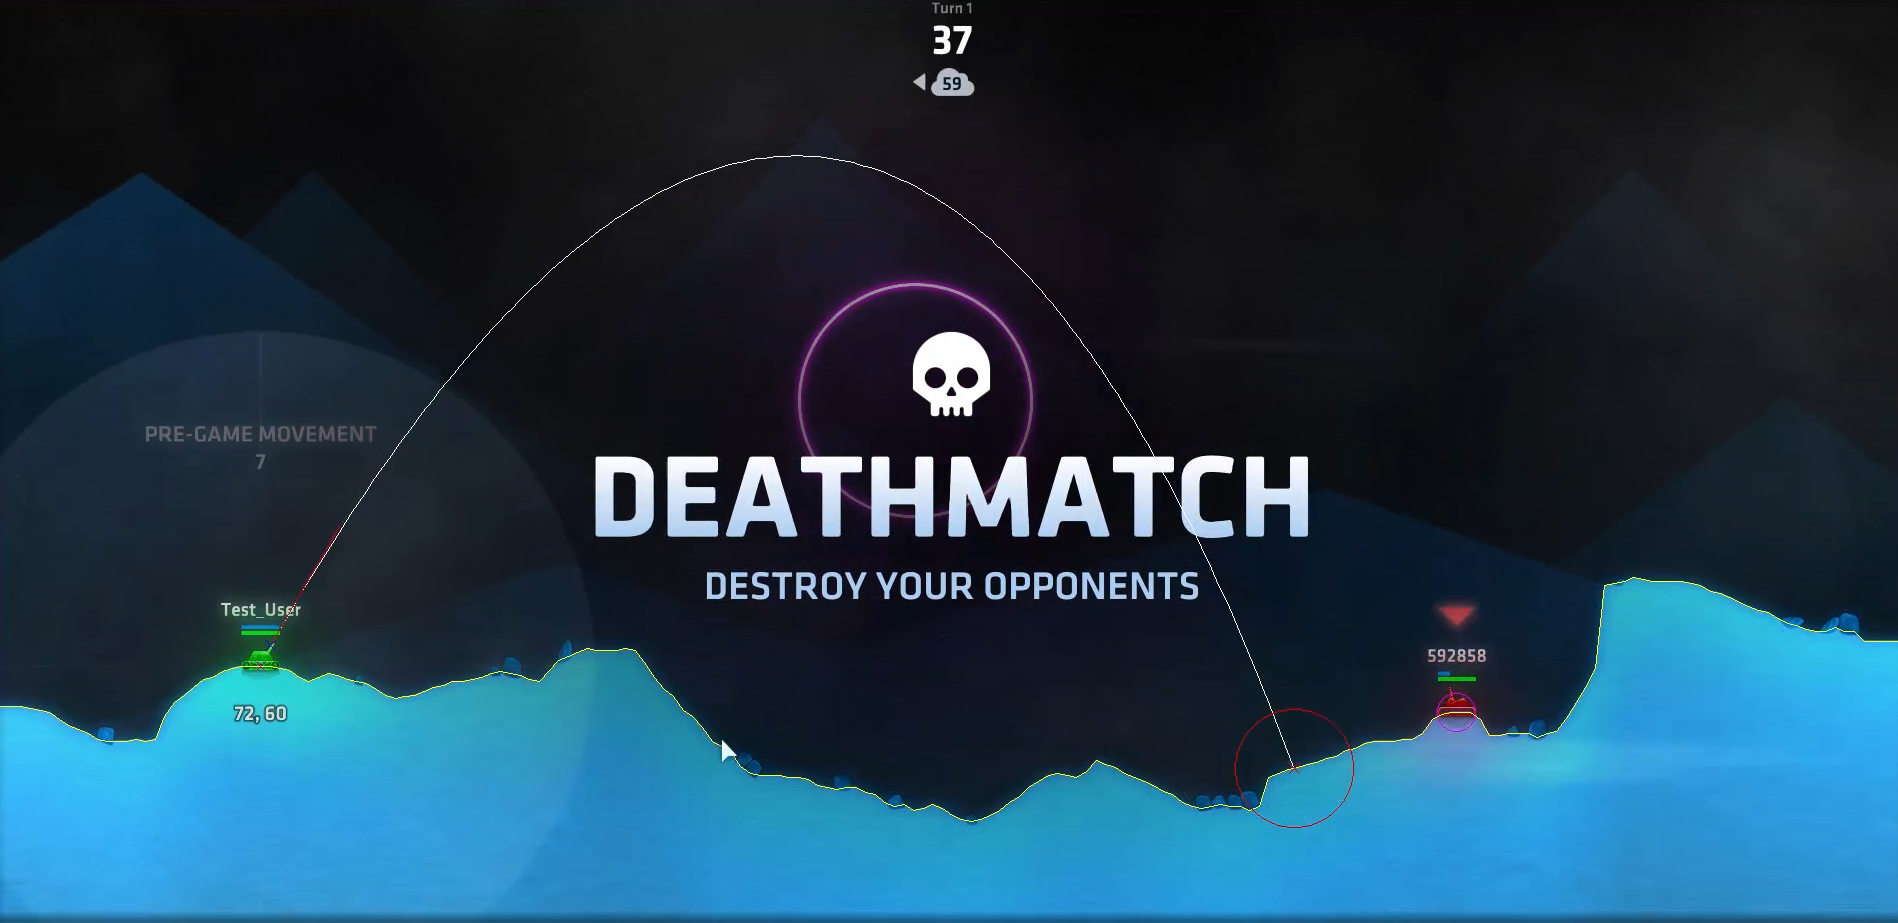 Turn 1
37
59
PRE-GAME MOVEMENT
7
DEATHMATCH
DESTROY YOUR OPPONENTS
Test_User
592858
72, 60